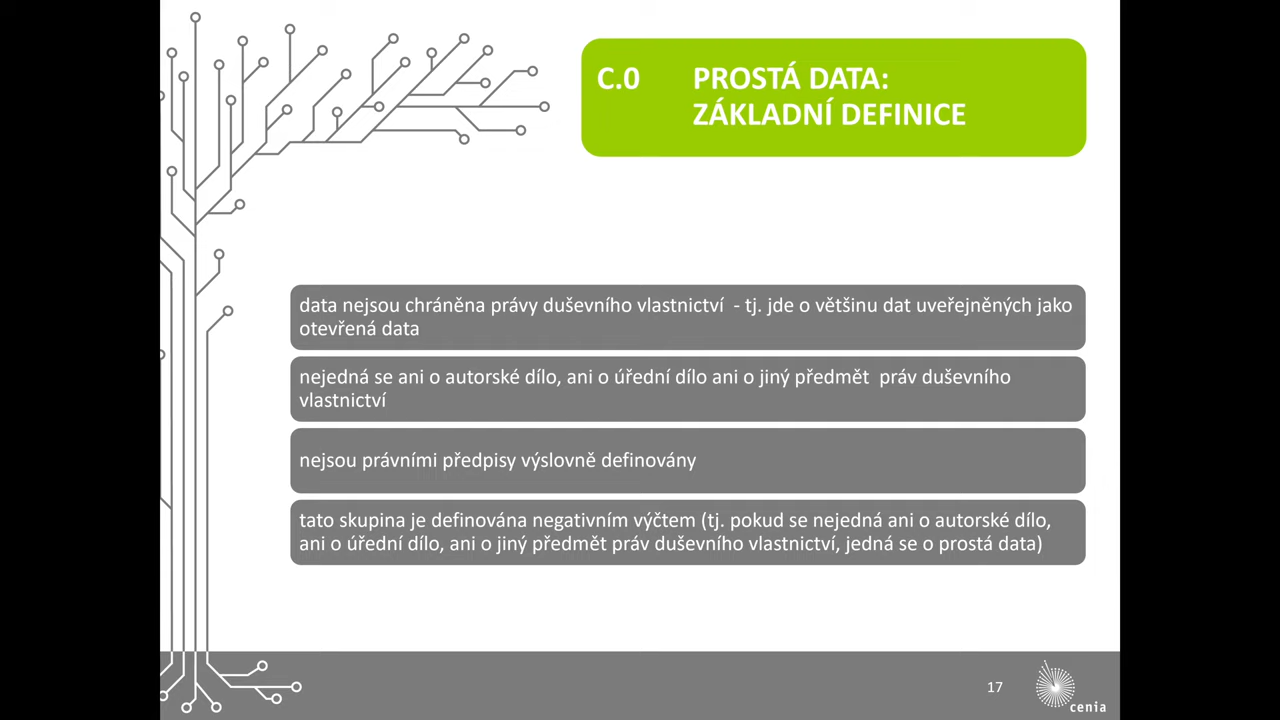 C.0 PROSTÁ DATA:
ZÁKLADNÍ DEFINICE
data nejsou chráněna právy duševního vlastnictví - tj. jde o většinu dat uveřejněných jako
otevřená data
nejedná se ani o autorské dílo, ani o úřední dílo ani o jiný předmět práv duševního
vlastnictví
nejsou právními předpisy výslovně definovány
tato skupina je definována negativním výčtem (tj. pokud se nejedná ani o autorské dílo,
ani o úřední dílo, ani o jiný předmět práv duševního vlastnictví, jedná se o prostá data)
17
cenia